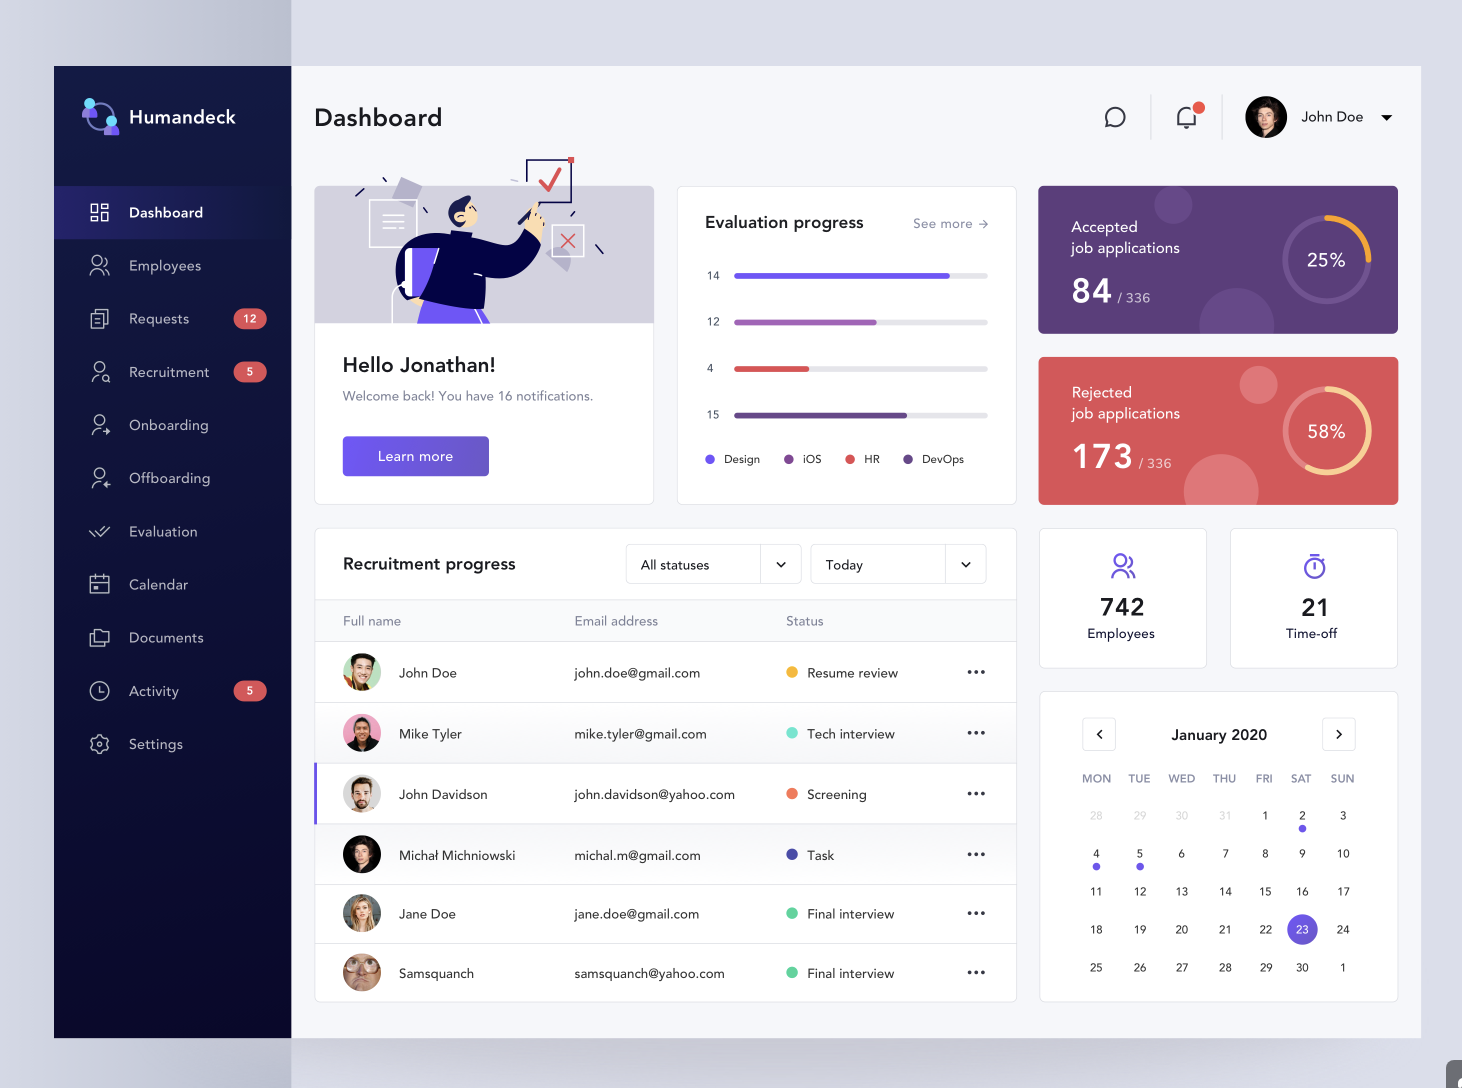 Humandeck
Dashboard
Employees
Requests 12
Recruitment 5
Onboarding
Offboarding
Evaluation
Calendar
Documents
Activity 5
Settings
Dashboard
John Doe
Hello Jonathan!
Welcome back! You have 16 notifications.
Learn more
Evaluation progress See more →
14
12
4
15
Design iOS HR DevOps
Accepted
job applications
84 / 336
25%
Rejected
job applications
173 / 336
58%
Recruitment progress All statuses Today
Full name Email address Status
John Doe john.doe@gmail.com Resume review
Mike Tyler mike.tyler@gmail.com Tech interview
John Davidson john.davidson@yahoo.com Screening
Michał Michniowski michal.m@gmail.com Task
Jane Doe jane.doe@gmail.com Final interview
Samsquanch samsquanch@yahoo.com Final interview
742
Employees
21
Time-off
January 2020
MON TUE WED THU FRI SAT SUN
28 29 30 31 1 2 3
4 5 6 7 8 9 10
11 12 13 14 15 16 17
18 19 20 21 22 23 24
25 26 27 28 29 30 1